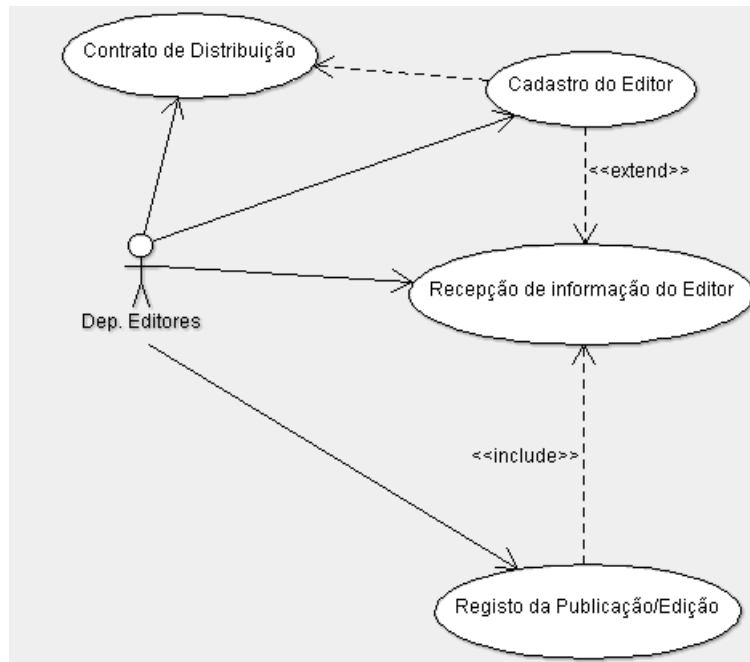 Contrato de Distribuição
Cadastro do Editor
<<extend>>
Recepção de informação do Editor
Dep. Editores
<<include>>
Registo da Publicação/Edição